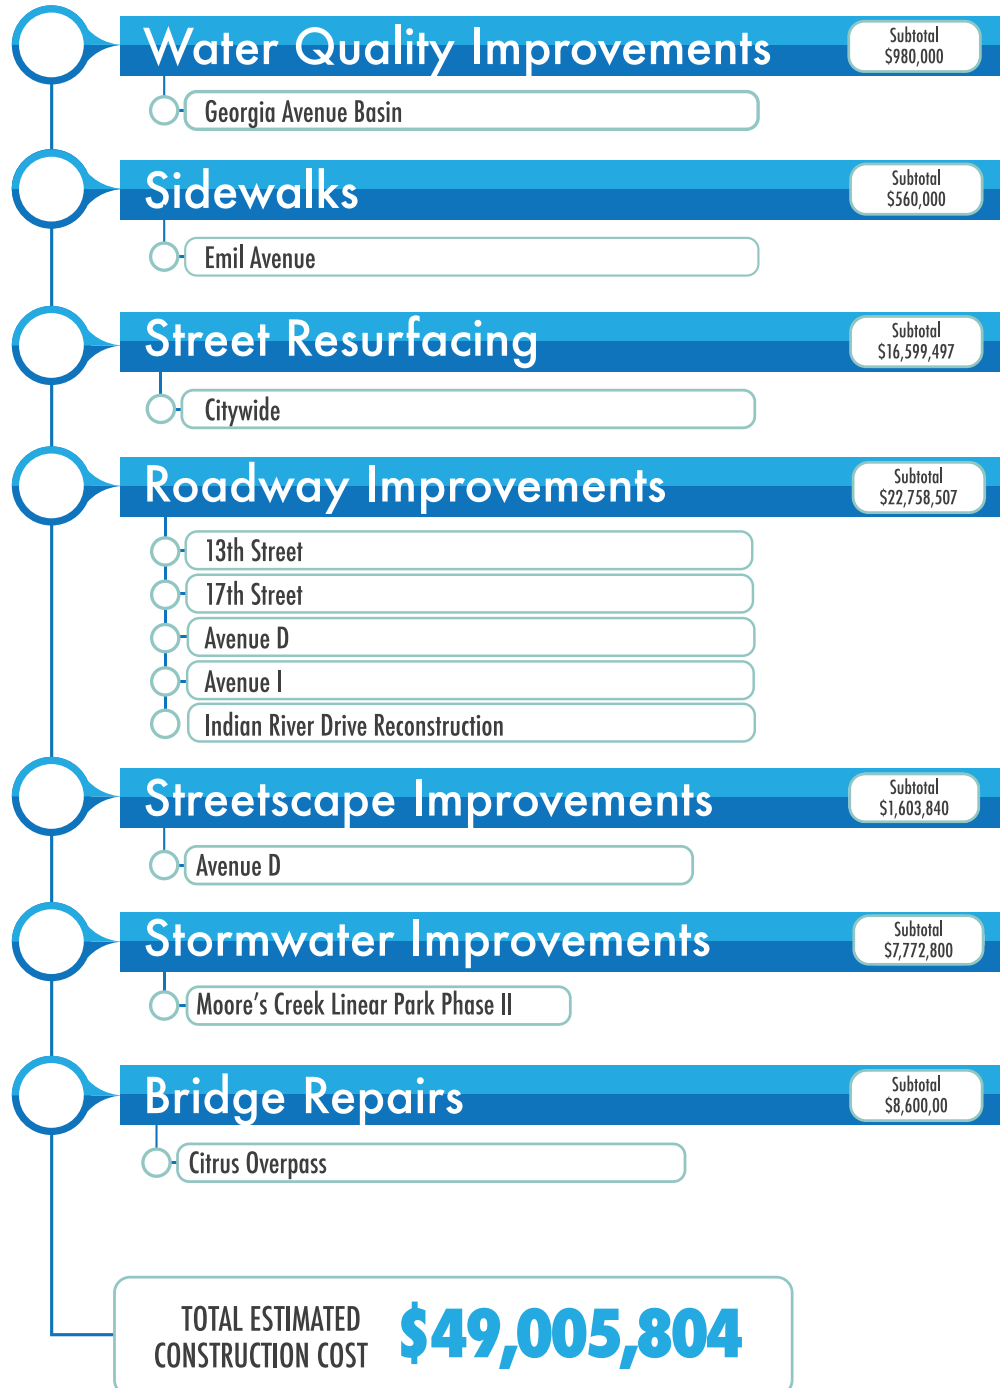 Water Quality Improvements
Subtotal
$980,000
Georgia Avenue Basin
Sidewalks
Subtotal
$560,000
Emil Avenue
Street Resurfacing
Subtotal
$16,599,497
Citywide
Roadway Improvements
Subtotal
$22,758,507
13th Street
17th Street
Avenue D
Avenue I
Indian River Drive Reconstruction
Streetscape Improvements
Subtotal
$1,603,840
Avenue D
Stormwater Improvements
Subtotal
$7,772,800
Moore's Creek Linear Park Phase II
Bridge Repairs
Subtotal
$8,600,00
Citrus Overpass
TOTAL ESTIMATED
CONSTRUCTION COST
$49,005,804